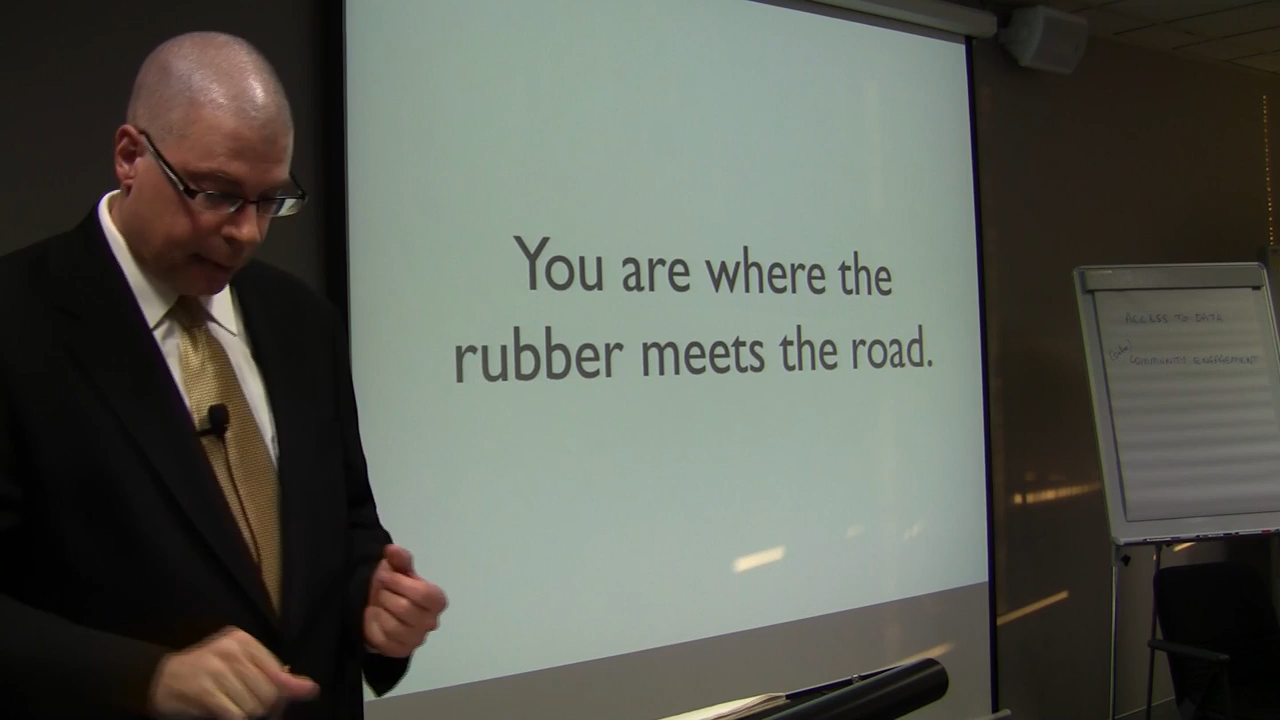 You are where the
rubber meets the road.
ACCESS TO DATA
COMMUNITY ENGAGEMENT